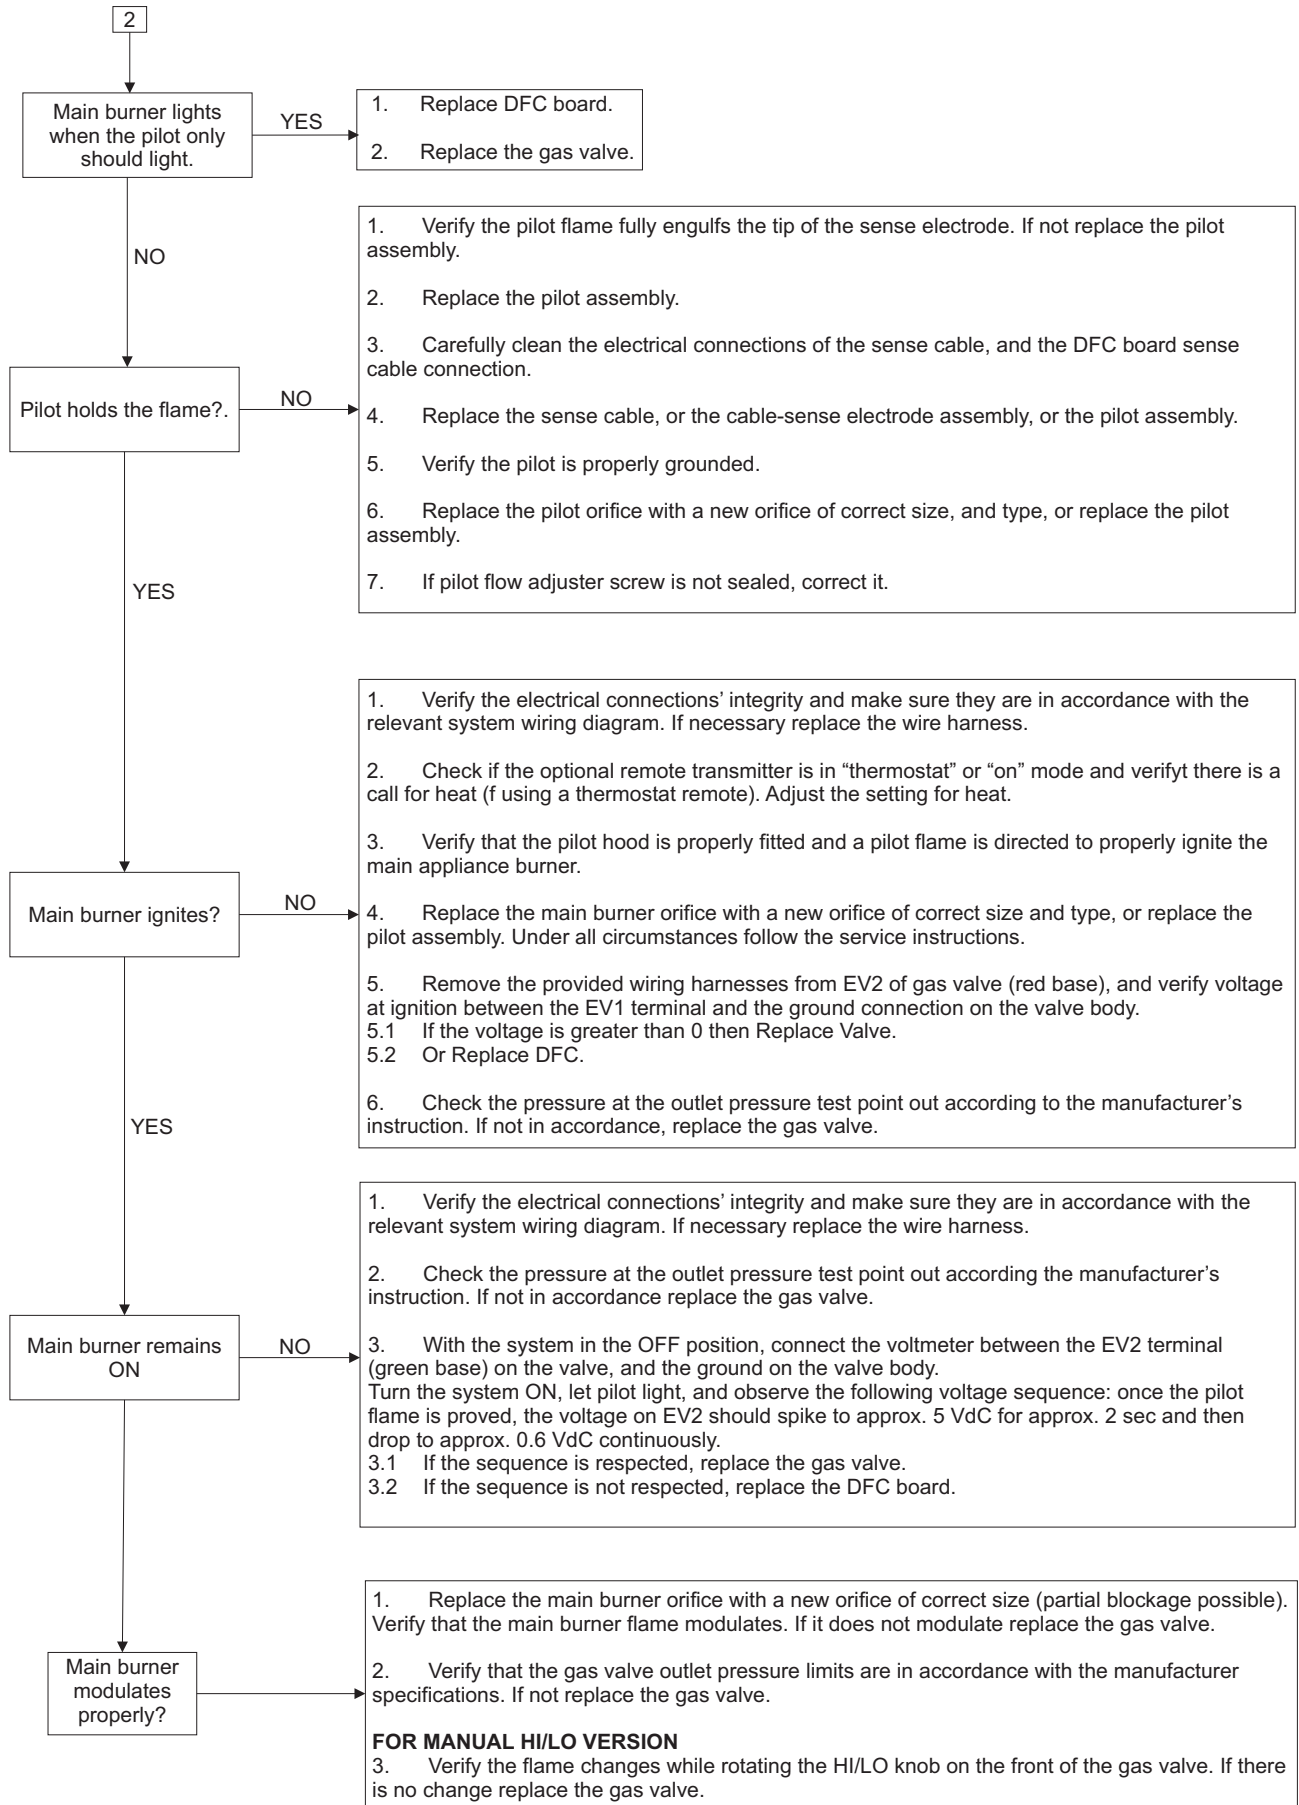 2
Main burner lights
when the pilot only
should light.
YES
1. Replace DFC board.
2. Replace the gas valve.
NO
1. Verify the pilot flame fully engulfs the tip of the sense electrode. If not replace the pilot
assembly.
2. Replace the pilot assembly.
3. Carefully clean the electrical connections of the sense cable, and the DFC board sense
cable connection.
4. Replace the sense cable, or the cable-sense electrode assembly, or the pilot assembly.
5. Verify the pilot is properly grounded.
6. Replace the pilot orifice with a new orifice of correct size, and type, or replace the pilot
assembly.
7. If pilot flow adjuster screw is not sealed, correct it.
Pilot holds the flame?.
NO
YES
1. Verify the electrical connections’ integrity and make sure they are in accordance with the
relevant system wiring diagram. If necessary replace the wire harness.
2. Check if the optional remote transmitter is in “thermostat” or “on” mode and verifyt there is a
call for heat (f using a thermostat remote). Adjust the setting for heat.
3. Verify that the pilot hood is properly fitted and a pilot flame is directed to properly ignite the
main appliance burner.
4. Replace the main burner orifice with a new orifice of correct size and type, or replace the
pilot assembly. Under all circumstances follow the service instructions.
5. Remove the provided wiring harnesses from EV2 of gas valve (red base), and verify voltage
at ignition between the EV1 terminal and the ground connection on the valve body.
5.1 If the voltage is greater than 0 then Replace Valve.
5.2 Or Replace DFC.
6. Check the pressure at the outlet pressure test point out according to the manufacturer’s
instruction. If not in accordance, replace the gas valve.
Main burner ignites?
NO
YES
1. Verify the electrical connections’ integrity and make sure they are in accordance with the
relevant system wiring diagram. If necessary replace the wire harness.
2. Check the pressure at the outlet pressure test point out according the manufacturer’s
instruction. If not in accordance replace the gas valve.
3. With the system in the OFF position, connect the voltmeter between the EV2 terminal
(green base) on the valve, and the ground on the valve body.
Turn the system ON, let pilot light, and observe the following voltage sequence: once the pilot
flame is proved, the voltage on EV2 should spike to approx. 5 VdC for approx. 2 sec and then
drop to approx. 0.6 VdC continuously.
3.1 If the sequence is respected, replace the gas valve.
3.2 If the sequence is not respected, replace the DFC board.
Main burner remains
ON
NO
1. Replace the main burner orifice with a new orifice of correct size (partial blockage possible).
Verify that the main burner flame modulates. If it does not modulate replace the gas valve.
2. Verify that the gas valve outlet pressure limits are in accordance with the manufacturer
specifications. If not replace the gas valve.
FOR MANUAL HI/LO VERSION
3. Verify the flame changes while rotating the HI/LO knob on the front of the gas valve. If there
is no change replace the gas valve.
Main burner
modulates
properly?